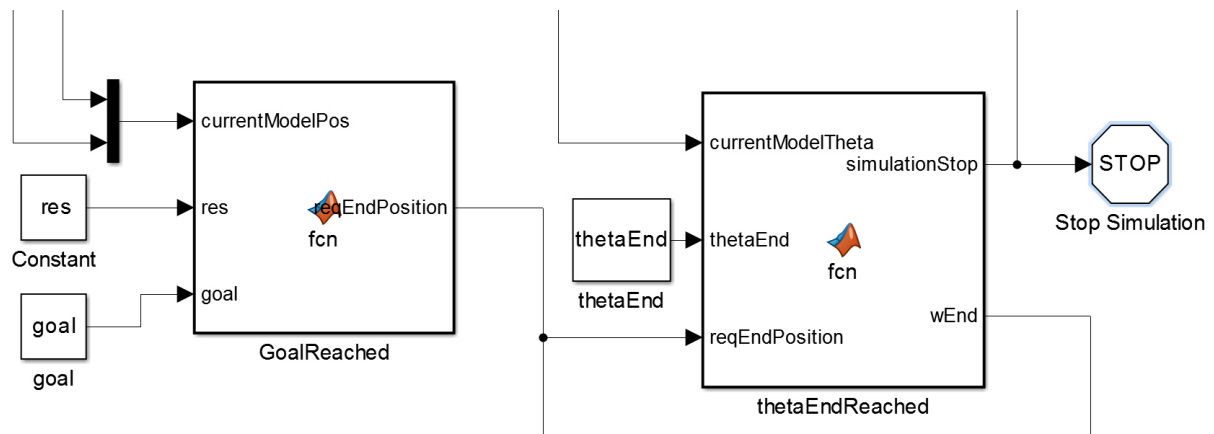 currentModelPos
res
Constant
res
reqEndPosition
fcn
goal
goal
goal
GoalReached
currentModelTheta
simulationStop
thetaEnd
thetaEnd
thetaEnd
fcn
wEnd
reqEndPosition
thetaEndReached
STOP
Stop Simulation